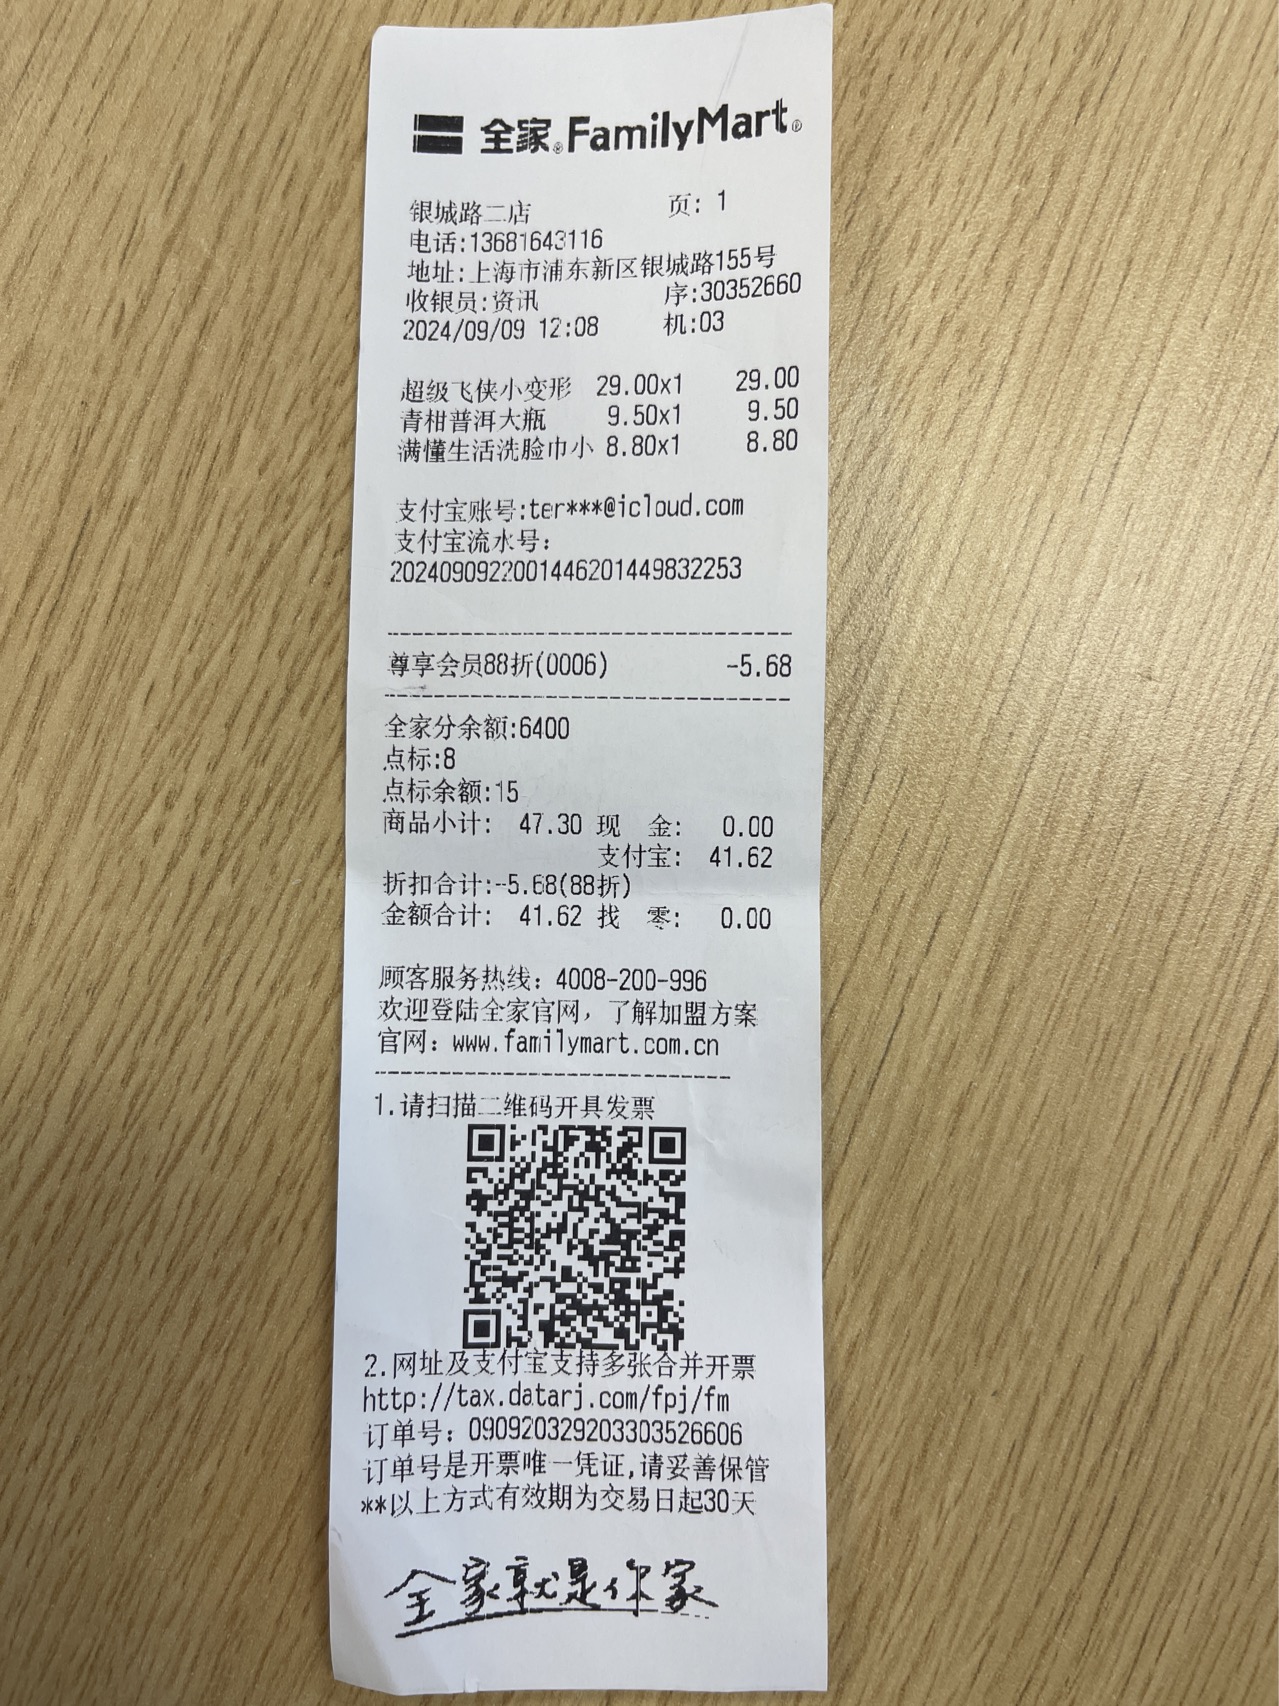 全家®FamilyMart®
银城路二店 页: 1
电话:13681643116
地址:上海市浦东新区银城路155号
收银员:资讯 序:30352660
2024/09/09 12:08 机:03
超级飞侠小变形 29.00x1 29.00
青柑普洱大瓶 9.50x1 9.50
满懂生活洗脸巾小 8.80x1 8.80
支付宝账号:ter***@icloud.com
支付宝流水号:
2024090922001446201449832253
尊享会员88折(0006) -5.68
全家分余额:6400
点标:8
点标余额:15
商品小计: 47.30 现 金: 0.00
支付宝: 41.62
折扣合计:-5.68(88折)
金额合计: 41.62 找 零: 0.00
顾客服务热线: 4008-200-996
欢迎登陆全家官网, 了解加盟方案
官网: www.familymart.com.cn
1.请扫描二维码开具发票
2.网址及支付宝支持多张合并开票
http://tax.datarj.com/fpj/fm
订单号: 090920329203303526606
订单号是开票唯一凭证,请妥善保管
**以上方式有效期为交易日起30天
全家就是你家